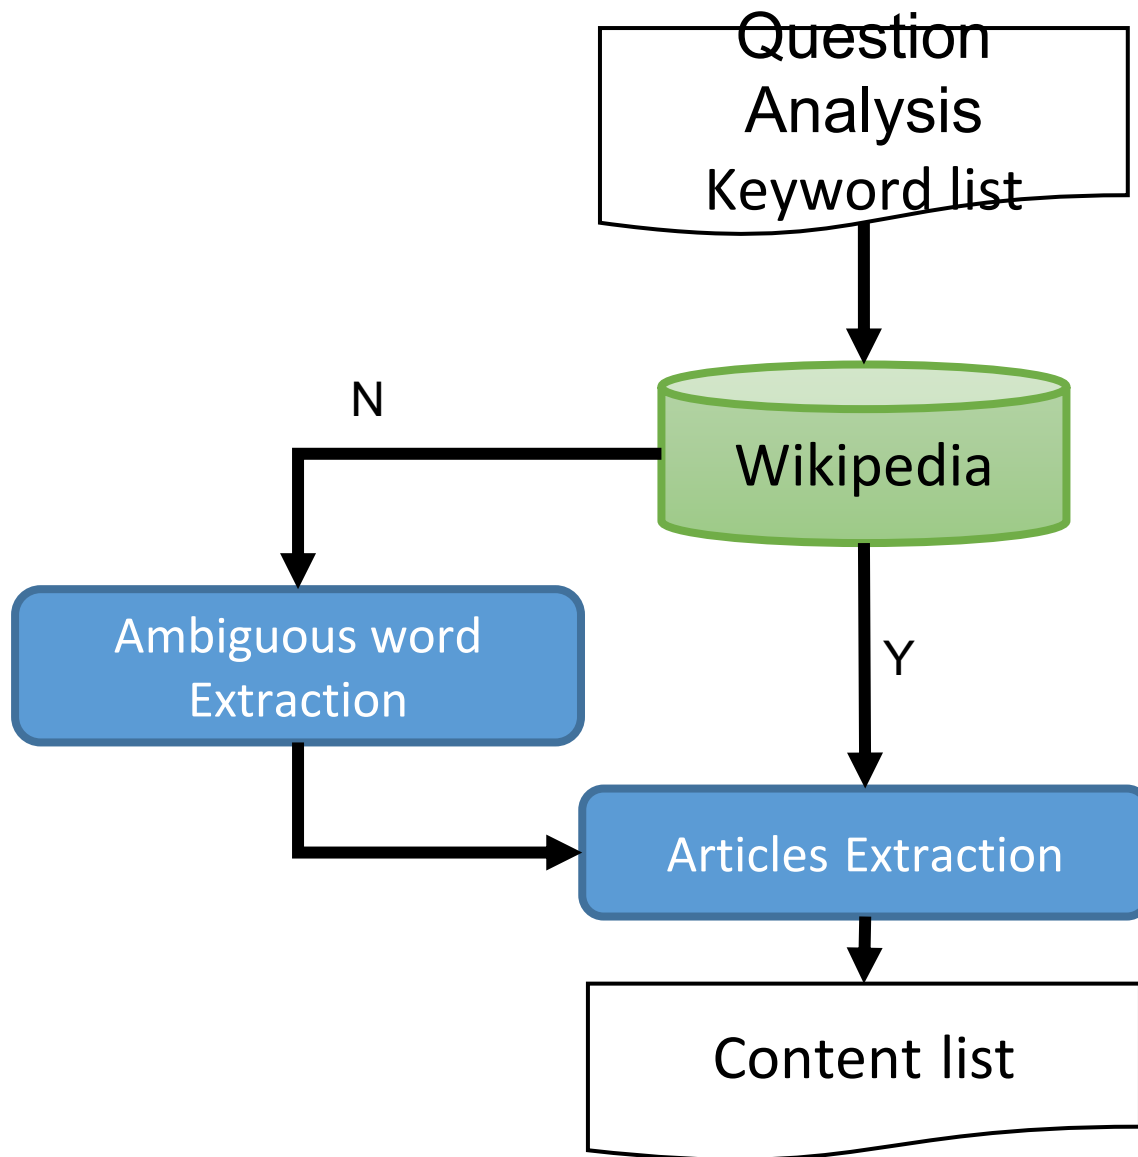 Question
Analysis
Keyword list
N
Wikipedia
Ambiguous word
Extraction
Y
Articles Extraction
Content list